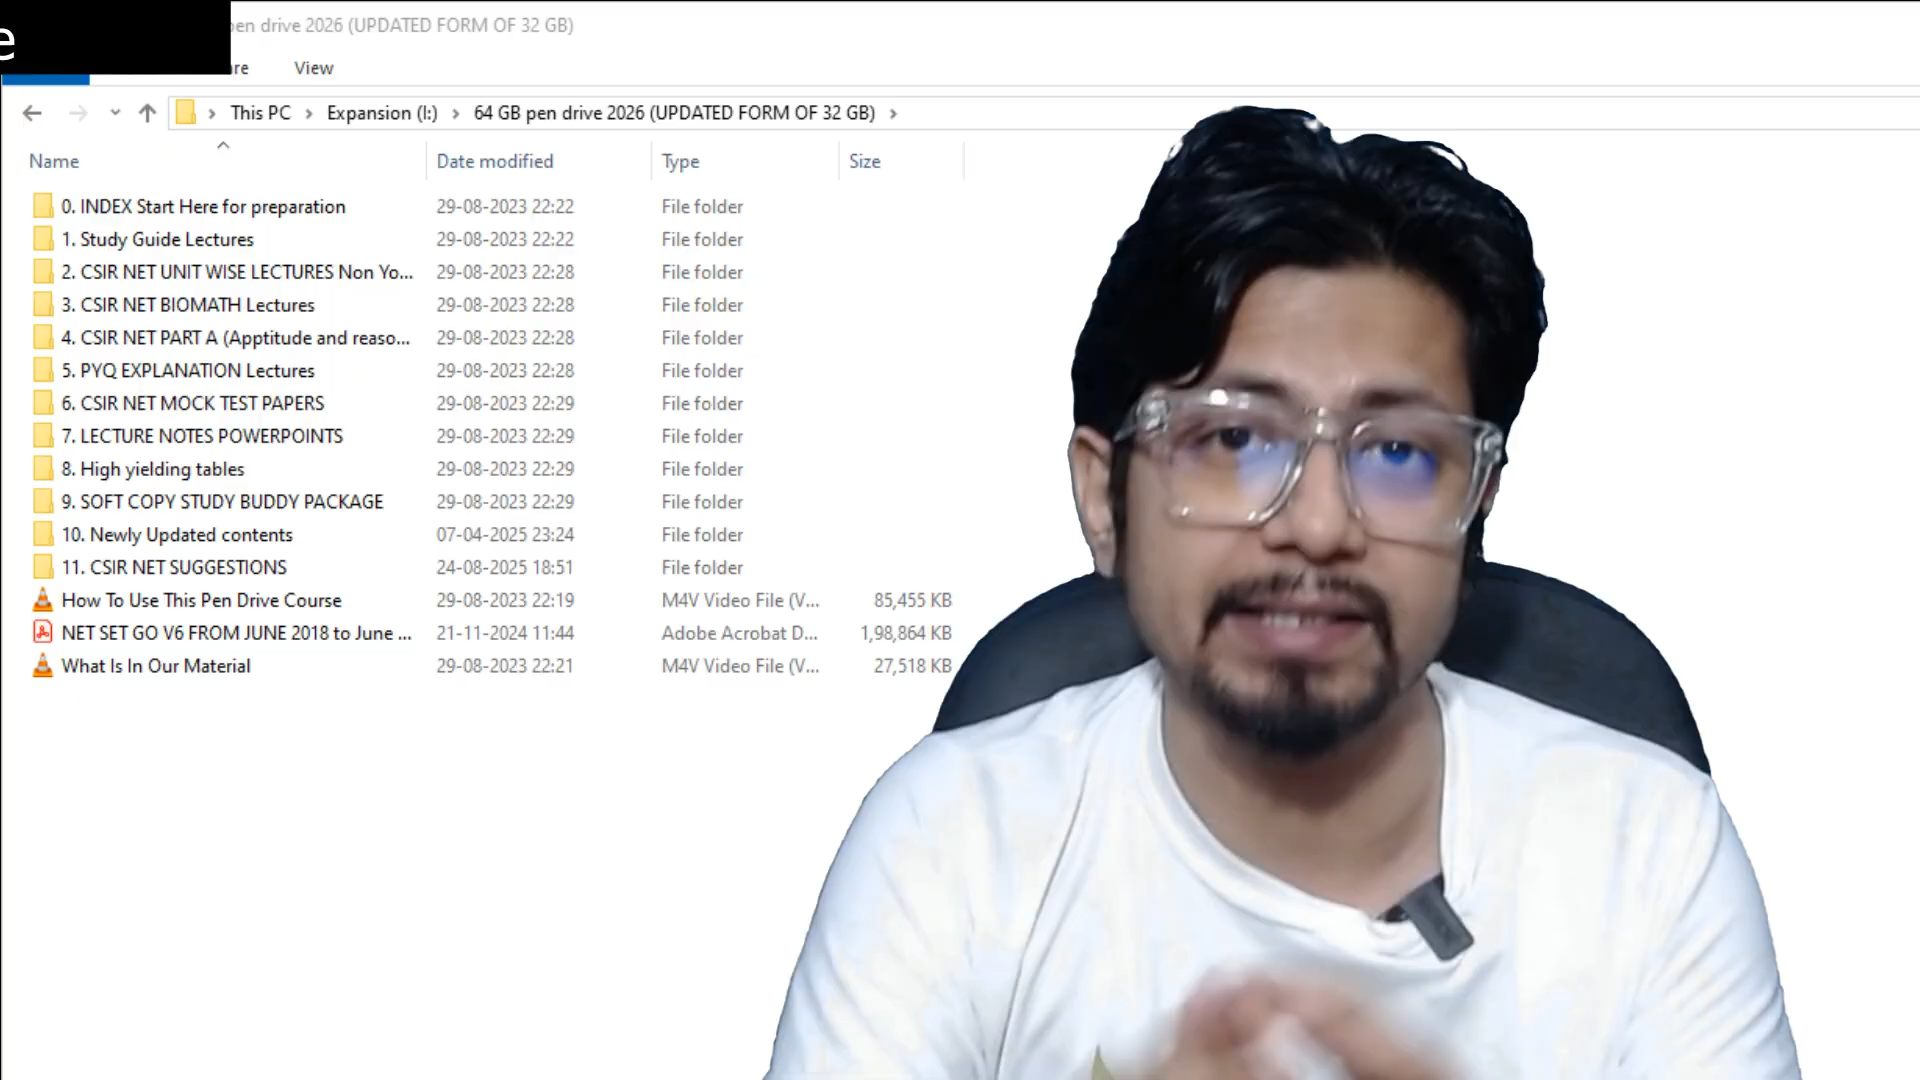 pen drive 2026 (UPDATED FORM OF 32 GB)
e
View
This PC > Expansion (I:) > 64 GB pen drive 2026 (UPDATED FORM OF 32 GB) >
Name Date modified Type Size
0. INDEX Start Here for preparation 29-08-2023 22:22 File folder
1. Study Guide Lectures 29-08-2023 22:22 File folder
2. CSIR NET UNIT WISE LECTURES Non Yo... 29-08-2023 22:28 File folder
3. CSIR NET BIOMATH Lectures 29-08-2023 22:28 File folder
4. CSIR NET PART A (Apptitude and reaso... 29-08-2023 22:28 File folder
5. PYQ EXPLANATION Lectures 29-08-2023 22:28 File folder
6. CSIR NET MOCK TEST PAPERS 29-08-2023 22:29 File folder
7. LECTURE NOTES POWERPOINTS 29-08-2023 22:29 File folder
8. High yielding tables 29-08-2023 22:29 File folder
9. SOFT COPY STUDY BUDDY PACKAGE 29-08-2023 22:29 File folder
10. Newly Updated contents 07-04-2025 23:24 File folder
11. CSIR NET SUGGESTIONS 24-08-2025 18:51 File folder
How To Use This Pen Drive Course 29-08-2023 22:19 M4V Video File (V... 85,455 KB
NET SET GO V6 FROM JUNE 2018 to June ... 21-11-2024 11:44 Adobe Acrobat D... 1,98,864 KB
What Is In Our Material 29-08-2023 22:21 M4V Video File (V... 27,518 KB